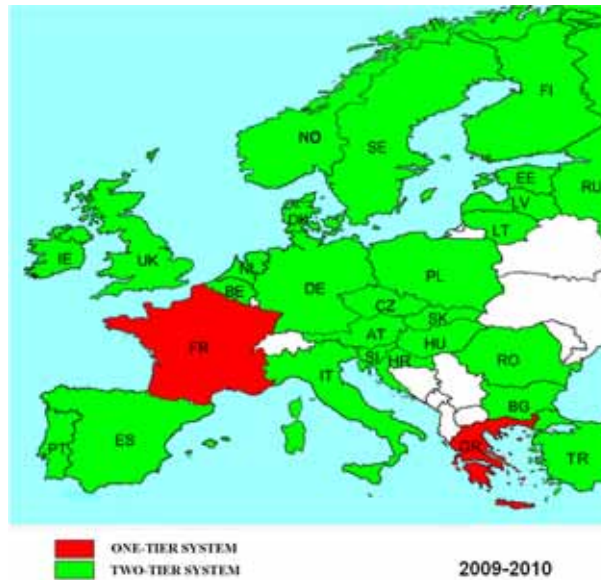 FI
NO
SE
EE
RU
LV
DK
LT
IE
UK
NL
PL
BE
DE
CZ
SK
AT
FR
HU
SI
HR
RO
IT
BG
PT
ES
GR
TR
ONE-TIER SYSTEM
TWO-TIER SYSTEM
2009-2010